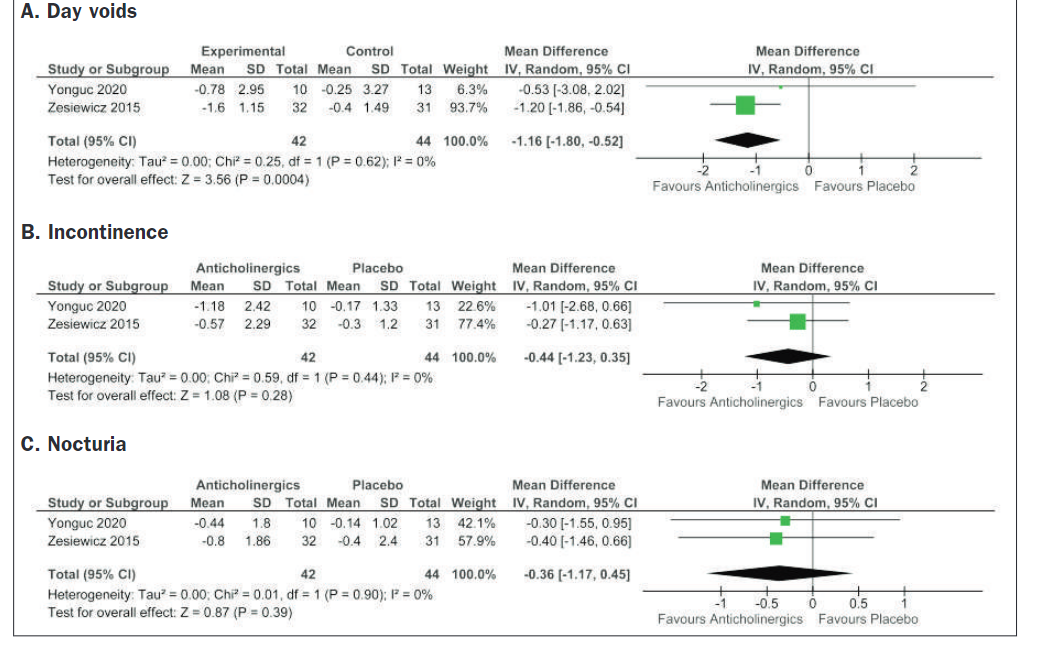 A. Day voids
Experimental Control Mean Difference Mean Difference
Study or Subgroup Mean SD Total Mean SD Total Weight IV, Random, 95% CI IV, Random, 95% CI
Yonguc 2020 -0.78 2.95 10 -0.25 3.27 13 6.3% -0.53 [-3.08, 2.02]
Zesiewicz 2015 -1.6 1.15 32 -0.4 1.49 31 93.7% -1.20 [-1.86, -0.54]
Total (95% CI) 42 44 100.0% -1.16 [-1.80, -0.52]
Heterogeneity: Tau² = 0.00; Chi² = 0.25, df = 1 (P = 0.62); I² = 0%
Test for overall effect: Z = 3.56 (P = 0.0004)
-2 -1 0 1 2
Favours Anticholinergics Favours Placebo
B. Incontinence
Anticholinergics Placebo Mean Difference Mean Difference
Study or Subgroup Mean SD Total Mean SD Total Weight IV, Random, 95% CI IV, Random, 95% CI
Yonguc 2020 -1.18 2.42 10 -0.17 1.33 13 22.6% -1.01 [-2.68, 0.66]
Zesiewicz 2015 -0.57 2.29 32 -0.3 1.2 31 77.4% -0.27 [-1.17, 0.63]
Total (95% CI) 42 44 100.0% -0.44 [-1.23, 0.35]
Heterogeneity: Tau² = 0.00; Chi² = 0.59, df = 1 (P = 0.44); I² = 0%
Test for overall effect: Z = 1.08 (P = 0.28)
-2 -1 0 1 2
Favours Anticholinergics Favours Placebo
C. Nocturia
Anticholinergics Placebo Mean Difference Mean Difference
Study or Subgroup Mean SD Total Mean SD Total Weight IV, Random, 95% CI IV, Random, 95% CI
Yonguc 2020 -0.44 1.8 10 -0.14 1.02 13 42.1% -0.30 [-1.55, 0.95]
Zesiewicz 2015 -0.8 1.86 32 -0.4 2.4 31 57.9% -0.40 [-1.46, 0.66]
Total (95% CI) 42 44 100.0% -0.36 [-1.17, 0.45]
Heterogeneity: Tau² = 0.00; Chi² = 0.01, df = 1 (P = 0.90); I² = 0%
Test for overall effect: Z = 0.87 (P = 0.39)
-1 -0.5 0 0.5 1
Favours Anticholinergics Favours Placebo